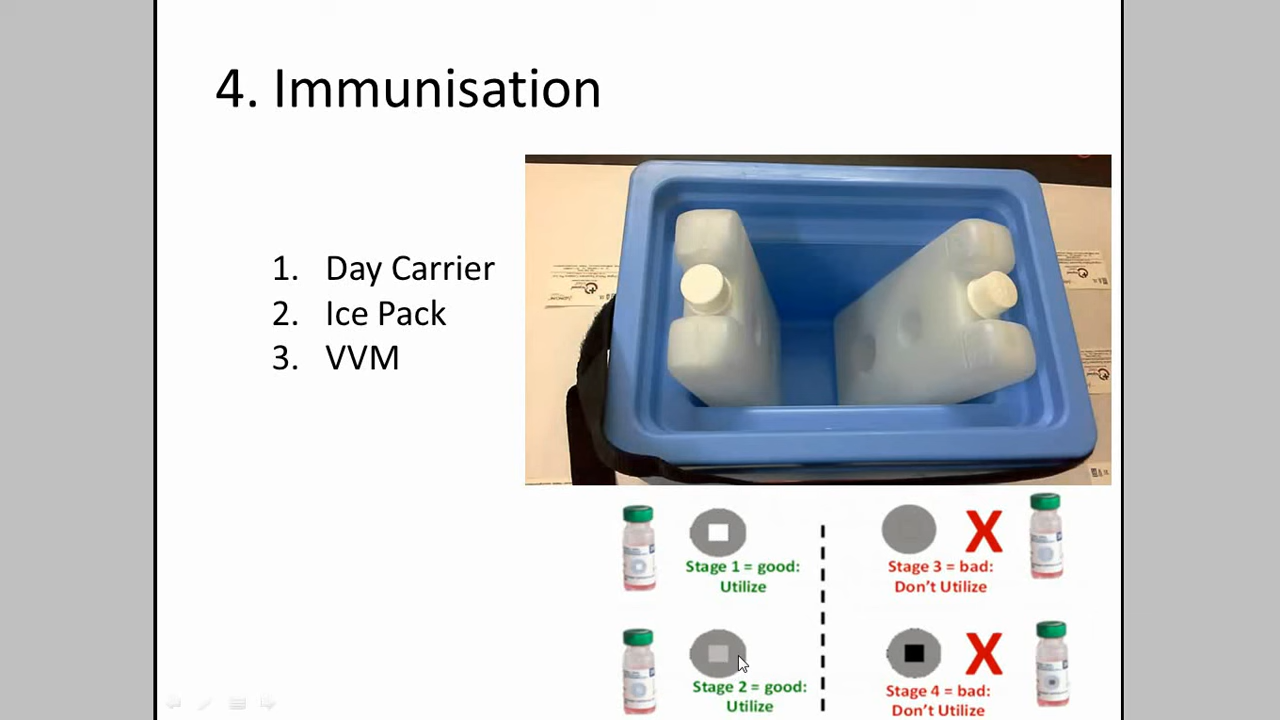 4. Immunisation
1. Day Carrier
2. Ice Pack
3. VVM
Stage 1 = good:
Utilize
Stage 3 = bad:
Don't Utilize
Stage 2 = good:
Utilize
Stage 4 = bad:
Don't Utilize